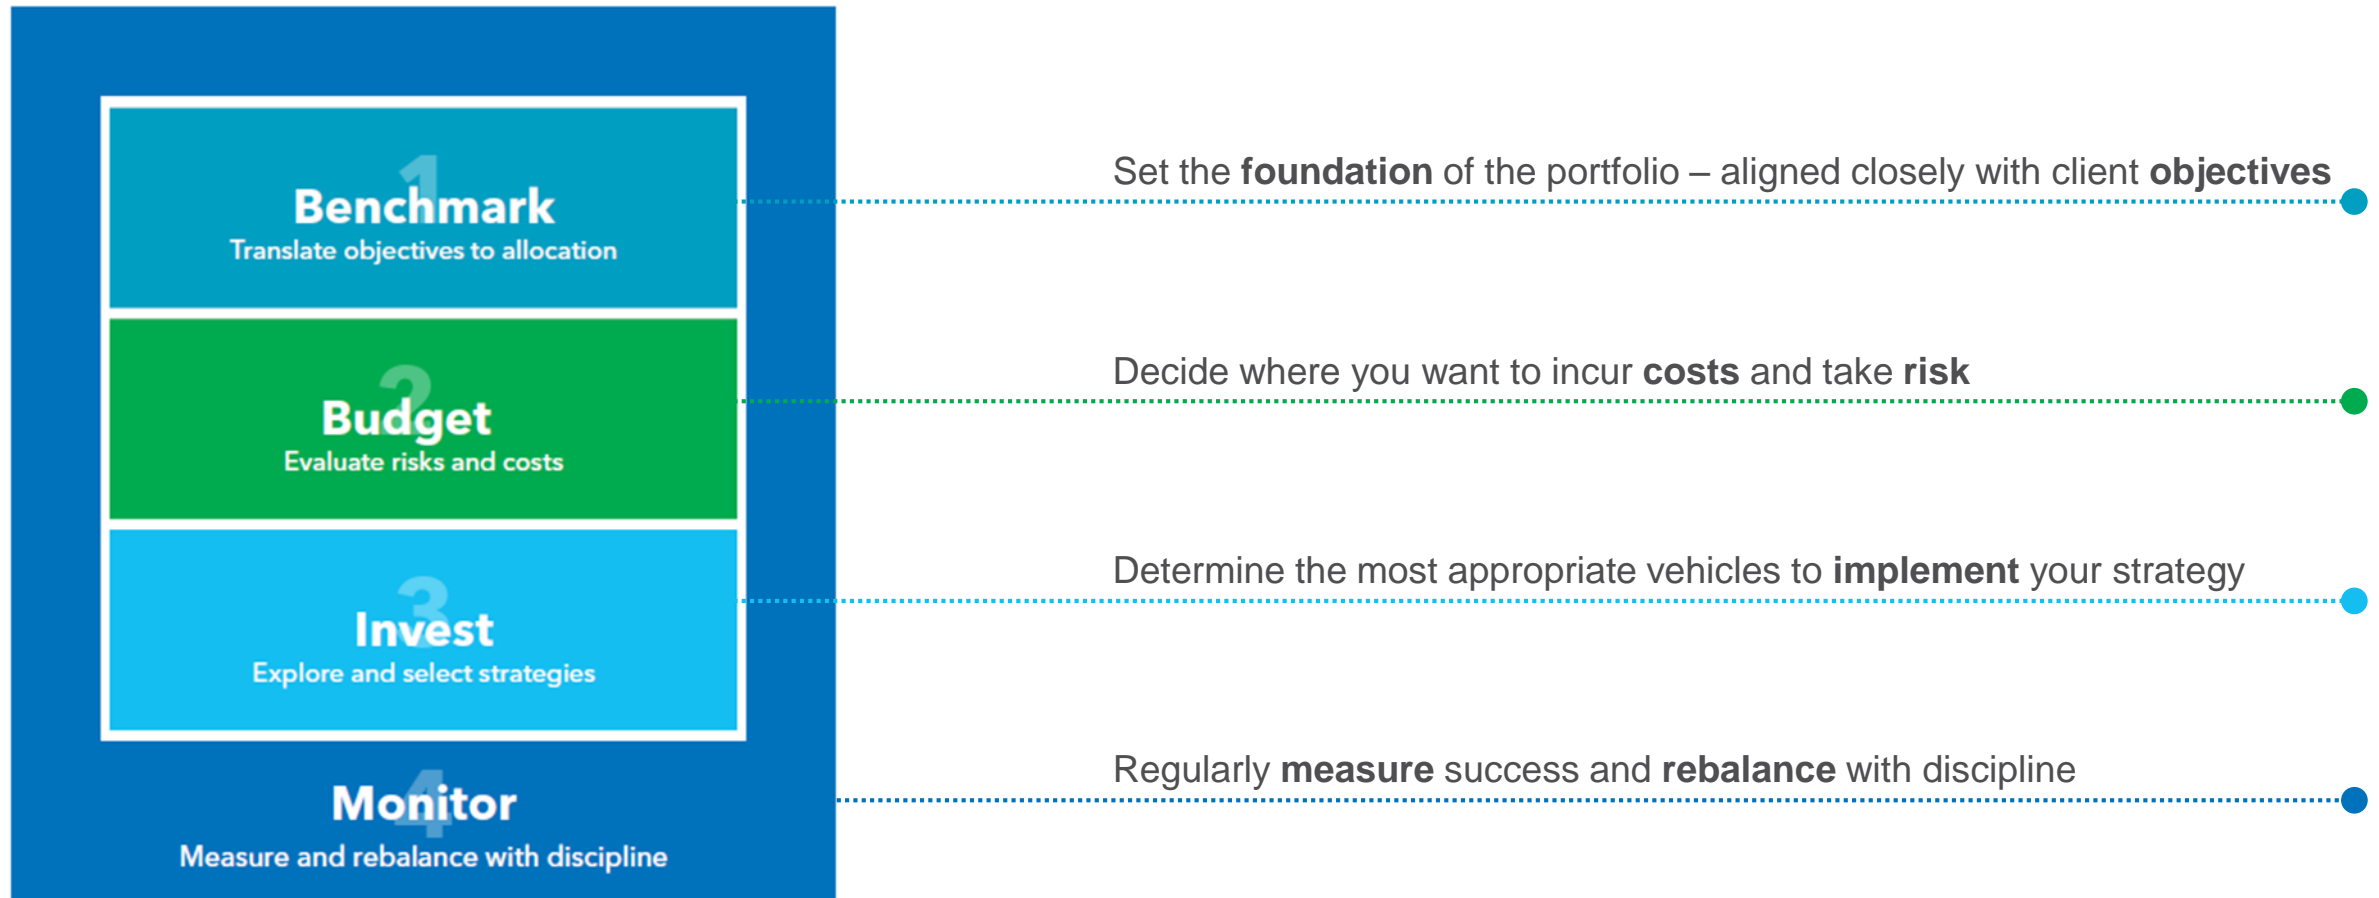 1
Benchmark
Translate objectives to allocation
Set the foundation of the portfolio – aligned closely with client objectives
2
Budget
Evaluate risks and costs
Decide where you want to incur costs and take risk
3
Invest
Explore and select strategies
Determine the most appropriate vehicles to implement your strategy
4
Monitor
Measure and rebalance with discipline
Regularly measure success and rebalance with discipline